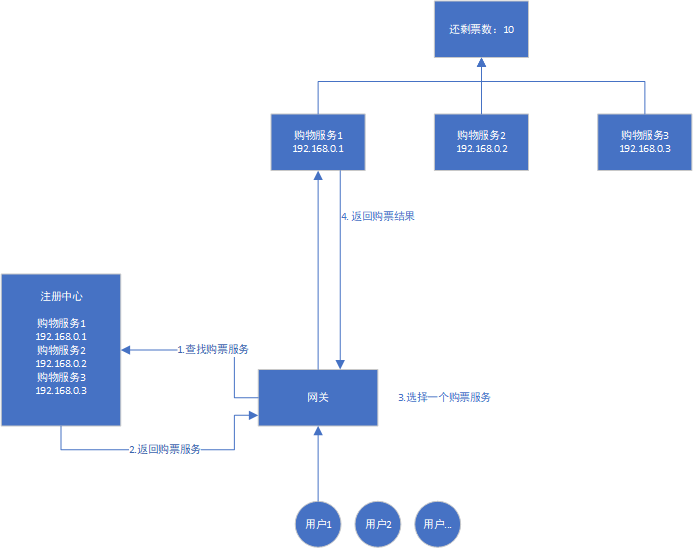 还剩票数：10
购物服务1
192.168.0.1
购物服务2
192.168.0.2
购物服务3
192.168.0.3
4. 返回购票结果
注册中心
购物服务1
192.168.0.1
购物服务2
192.168.0.2
购物服务3
192.168.0.3
1.查找购票服务
网关
3.选择一个购票服务
2.返回购票服务
用户1
用户2
用户...